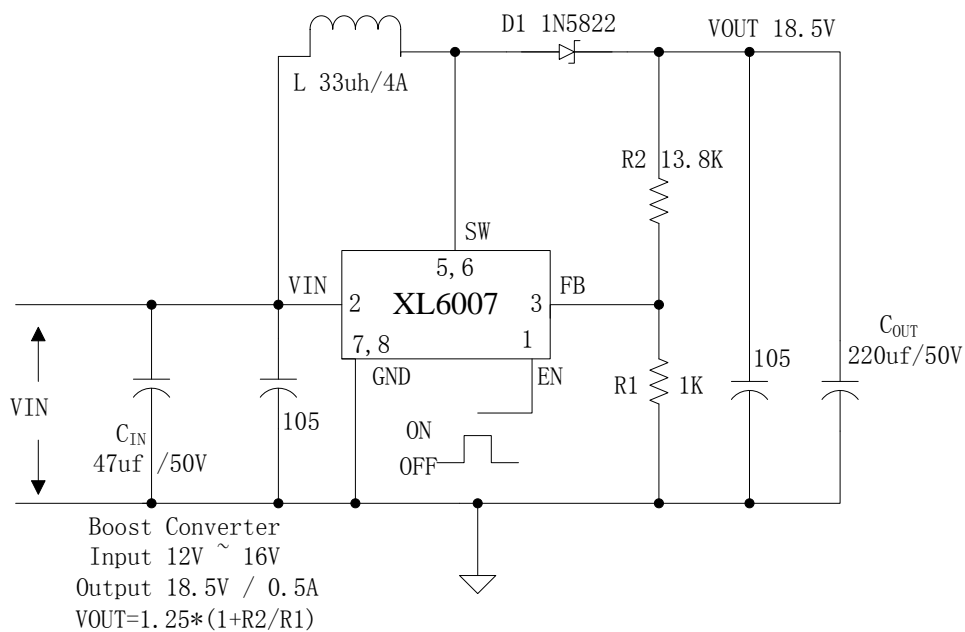 D1 1N5822
VOUT 18.5V
L 33uh/4A
R2 13.8K
SW
5,6
VIN
2
XL6007
3
FB
7,8
1
GND
EN
R1
1K
105
COUT
220uf/50V
VIN
105
CIN
47uf /50V
ON
OFF
Boost Converter
Input 12V ~ 16V
Output 18.5V / 0.5A
VOUT=1.25*(1+R2/R1)